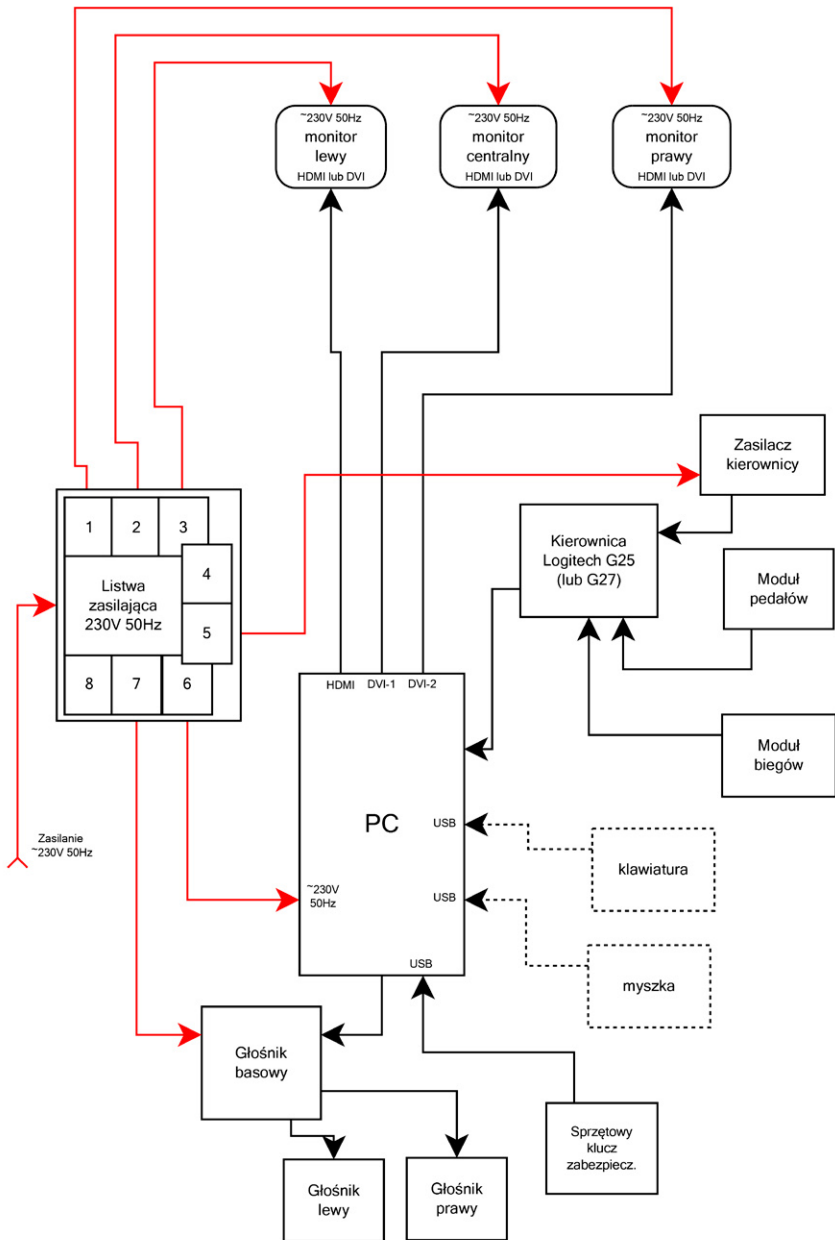 ~230V 50Hz
monitor
lewy
HDMI lub DVI
~230V 50Hz
monitor
centralny
HDMI lub DVI
~230V 50Hz
monitor
prawy
HDMI lub DVI
Zasilacz
kierownicy
1
2
3
4
5
6
7
8
Listwa
zasilająca
230V 50Hz
Kierownica
Logitech G25
(lub G27)
Moduł
pedałów
Moduł
biegów
HDMI
DVI-1
DVI-2
PC
USB
USB
USB
~230V
50Hz
klawiatura
myszka
Zasilanie
~230V 50Hz
Głośnik
basowy
Głośnik
lewy
Głośnik
prawy
Sprzętowy
klucz
zabezpiecz.